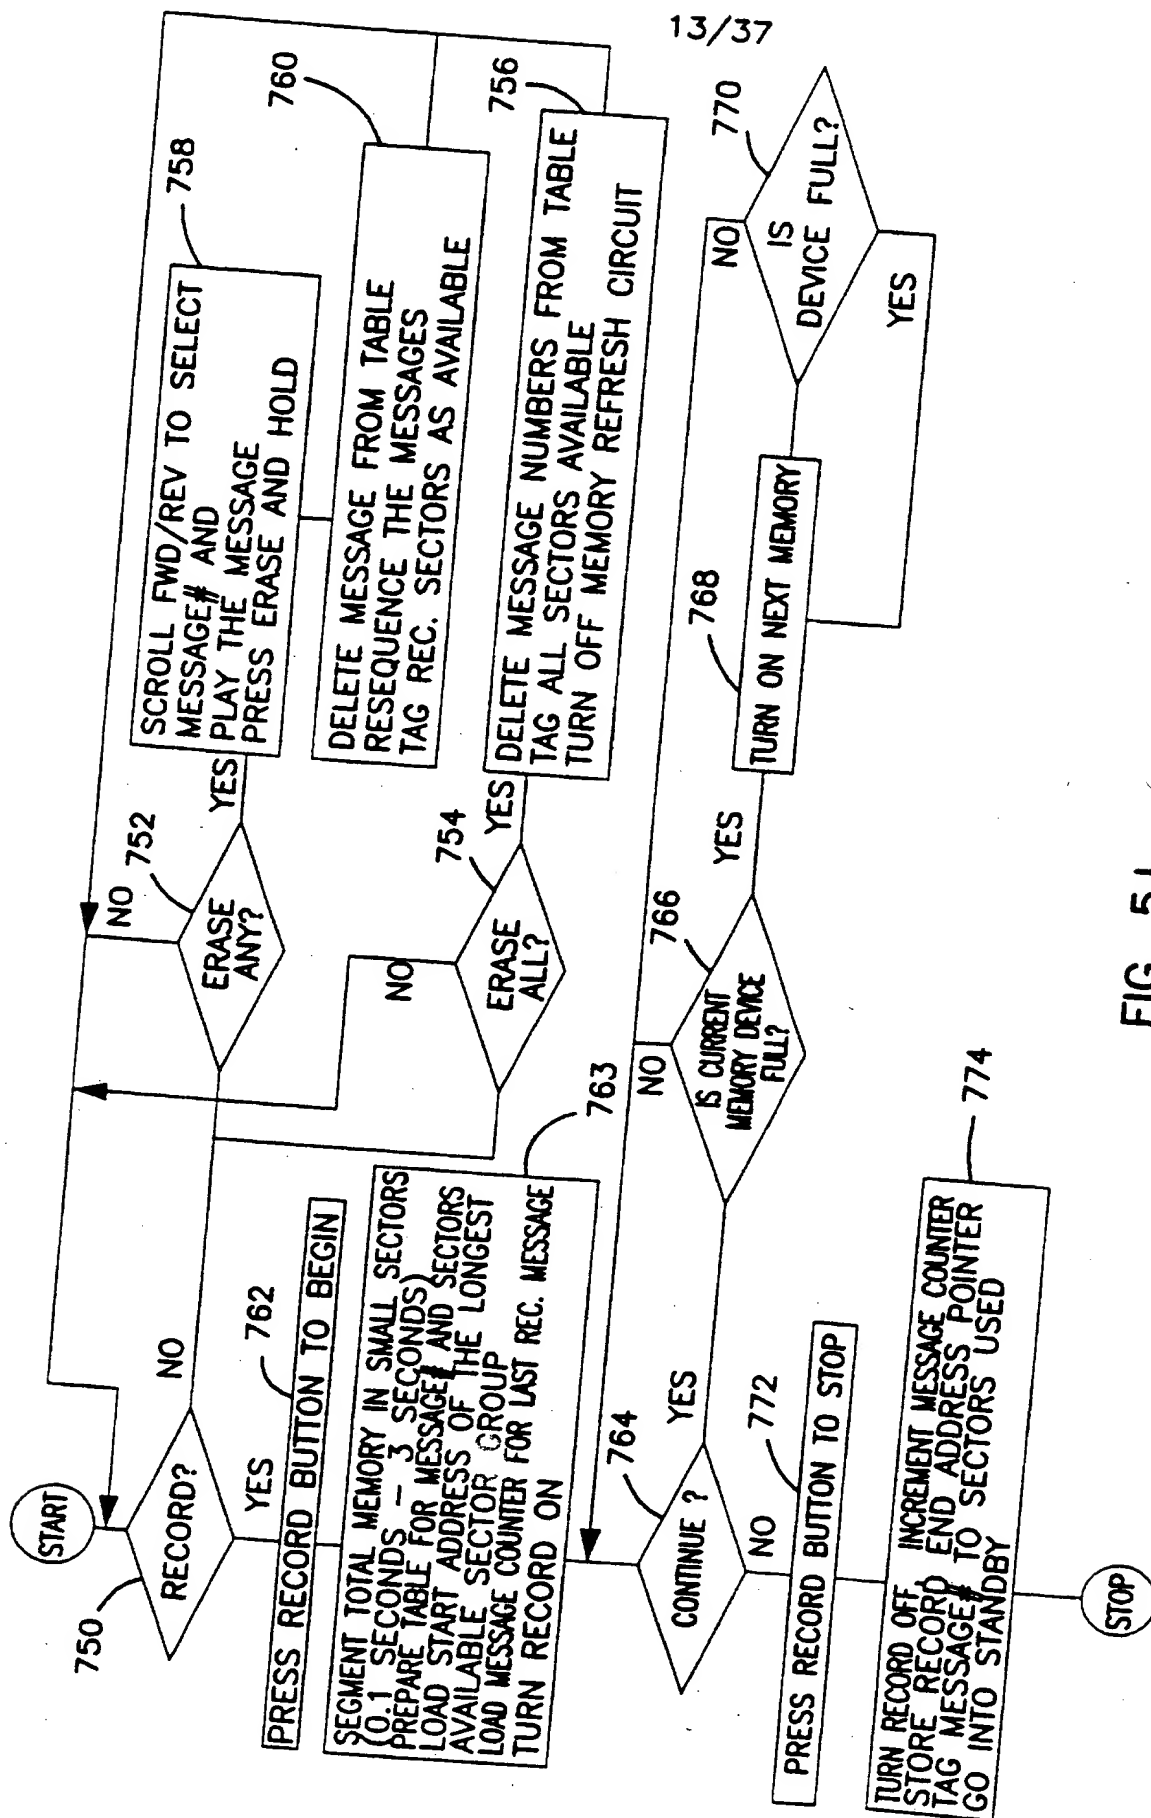 13/37
START
RECORD?
750
NO
YES
ERASE
ANY?
752
NO
YES
SCROLL FWD/REV TO SELECT
MESSAGE# AND
PLAY THE MESSAGE
PRESS ERASE AND HOLD
758
DELETE MESSAGE FROM TABLE
RESEQUENCE THE MESSAGES
TAG REC. SECTORS AS AVAILABLE
760
ERASE
ALL?
754
NO
YES
DELETE MESSAGE NUMBERS FROM TABLE
TAG ALL SECTORS AVAILABLE
TURN OFF MEMORY REFRESH CIRCUIT
756
PRESS RECORD BUTTON TO BEGIN
762
SEGMENT TOTAL MEMORY IN SMALL SECTORS
(0.1 SECONDS - 3 SECONDS)
PREPARE TABLE FOR MESSAGE# AND SECTORS
LOAD START ADDRESS OF THE LONGEST
AVAILABLE SECTOR GROUP
LOAD MESSAGE COUNTER FOR LAST REC. MESSAGE
TURN RECORD ON
763
CONTINUE ?
764
YES
NO
IS CURRENT
MEMORY DEVICE
FULL?
766
NO
YES
TURN ON NEXT MEMORY
768
IS
DEVICE FULL?
770
NO
YES
PRESS RECORD BUTTON TO STOP
772
TURN RECORD OFF, INCREMENT MESSAGE COUNTER
STORE RECORD END ADDRESS POINTER
TAG MESSAGE# TO SECTORS USED
GO INTO STANDBY
774
STOP